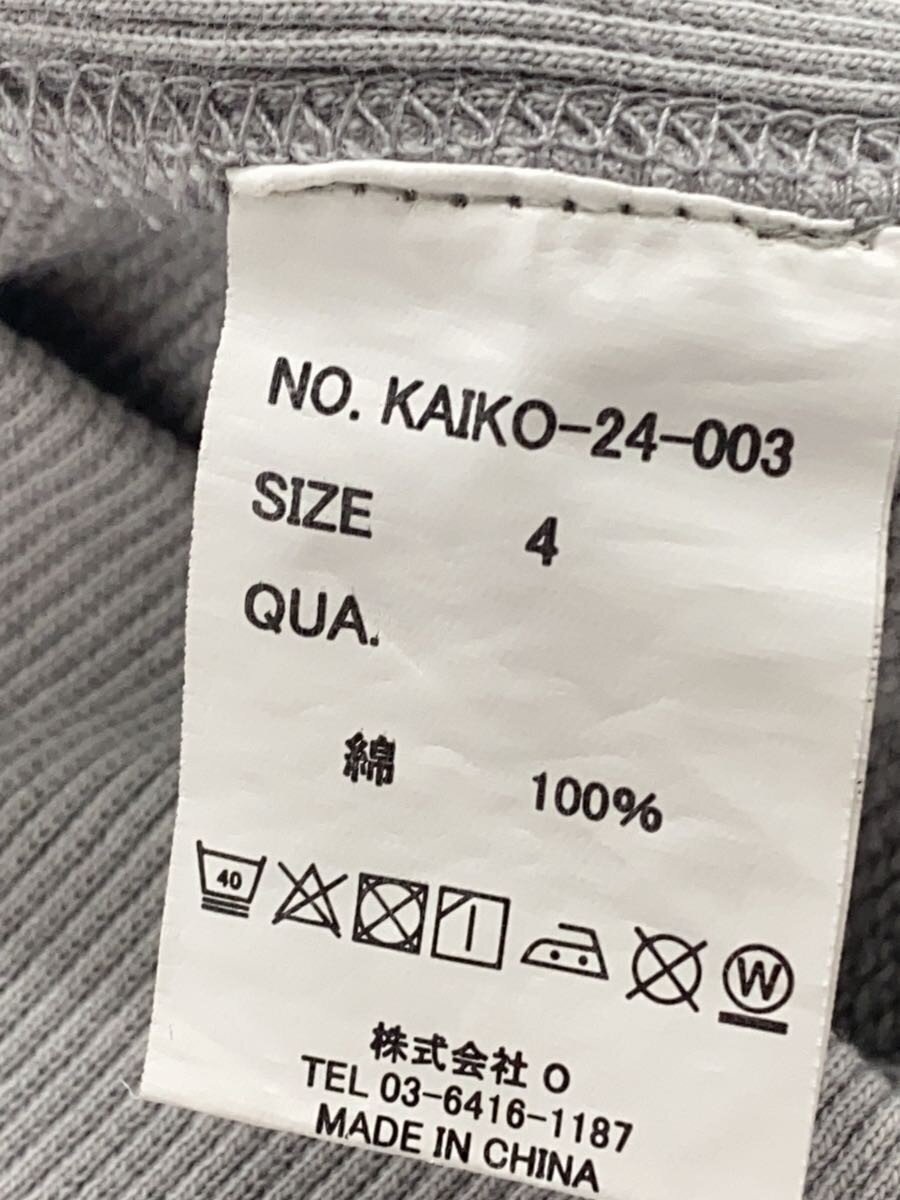 NO. KAIKO-24-003
SIZE 4
QUA.
綿 100%
40 W
株式会社 O
TEL 03-6416-1187
MADE IN CHINA